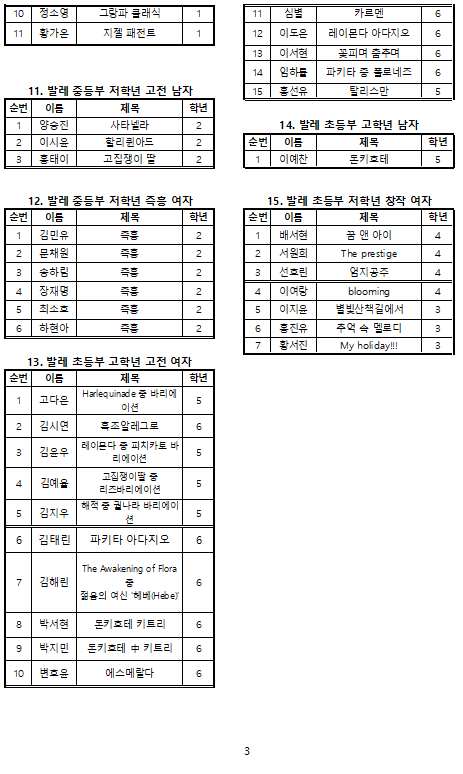 10 정소영 그랑파 클래식 1
11 황가온 지젤 패전트 1
11. 발레 중등부 저학년 고전 남자
순번 이름 제목 학년
1 양승진 사타넬라 2
2 이시윤 할리퀸아드 2
3 홍태이 고집쟁이 딸 2
12. 발레 중등부 저학년 즉흥 여자
순번 이름 제목 학년
1 김민유 즉흥 2
2 문채원 즉흥 2
3 송하림 즉흥 2
4 장재명 즉흥 2
5 최소호 즉흥 2
6 하현아 즉흥 2
13. 발레 초등부 고학년 고전 여자
순번 이름 제목 학년
1 고다은 Harlequinade 중 바리에
이션 5
2 김시연 흑조알레그로 6
3 김윤우 레이몬다 중 피치카토 바
리에이션 5
4 김예율 고집쟁이딸 중
리즈바리에이션 5
5 김지우 해적 중 궐나라 바리에이
션 5
6 김태린 파키타 아다지오 6
7 김해린 The Awakening of Flora
중
젊음의 여신 '헤베(Hebe)' 6
8 박서현 돈키호테 키트리 6
9 박지민 돈키호테 中 키트리 6
10 변효윤 에스메랄다 6
11 심별 카르멘 6
12 이도은 레이몬다 아다지오 6
13 이서현 꽃피며 춤추며 6
14 임하률 파키타 중 폴로네즈 6
15 홍선유 탈리스만 5
14. 발레 초등부 고학년 남자
순번 이름 제목 학년
1 이예찬 돈키호테 5
15. 발레 초등부 저학년 창작 여자
순번 이름 제목 학년
1 배서현 꿈 앤 아이 4
2 서원희 The prestige 4
3 선효린 엄지공주 4
4 이여랑 blooming 4
5 이지윤 별빛산책길에서 3
6 홍진유 추억 속 멜로디 3
7 황서진 My holiday!!! 3
3